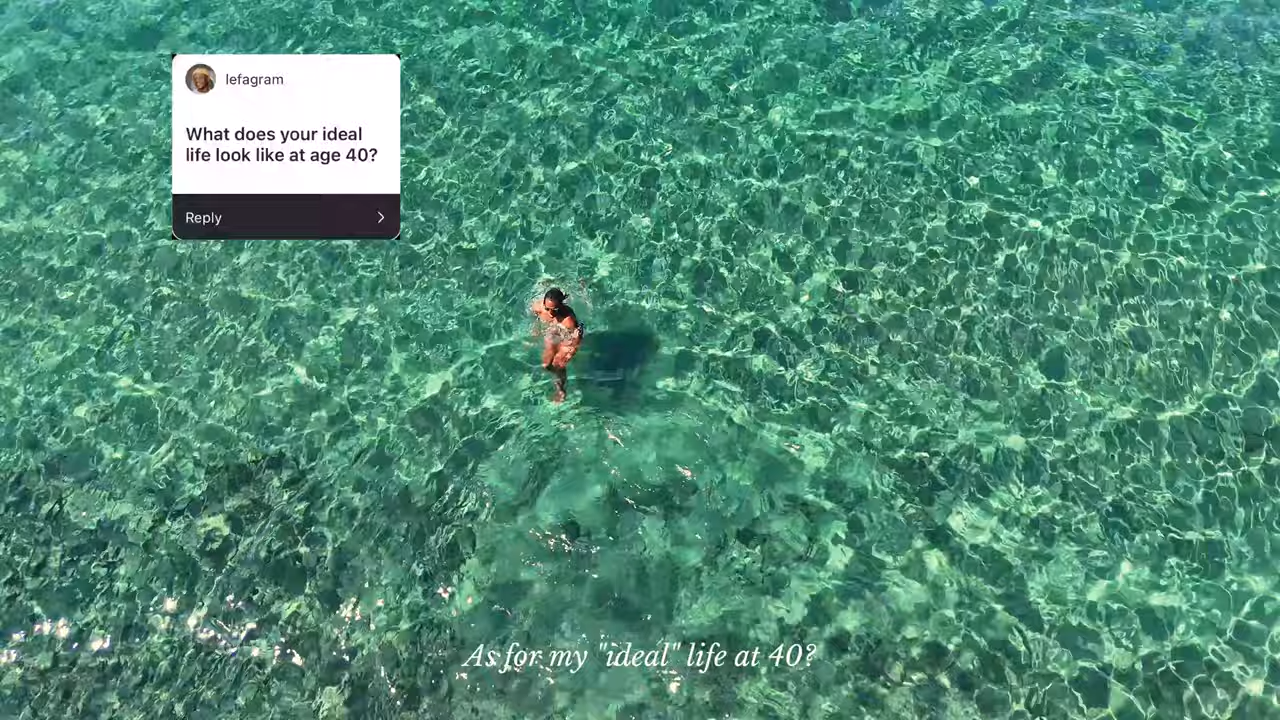 lefagram
What does your ideal
life look like at age 40?
Reply
As for my "ideal" life at 40?